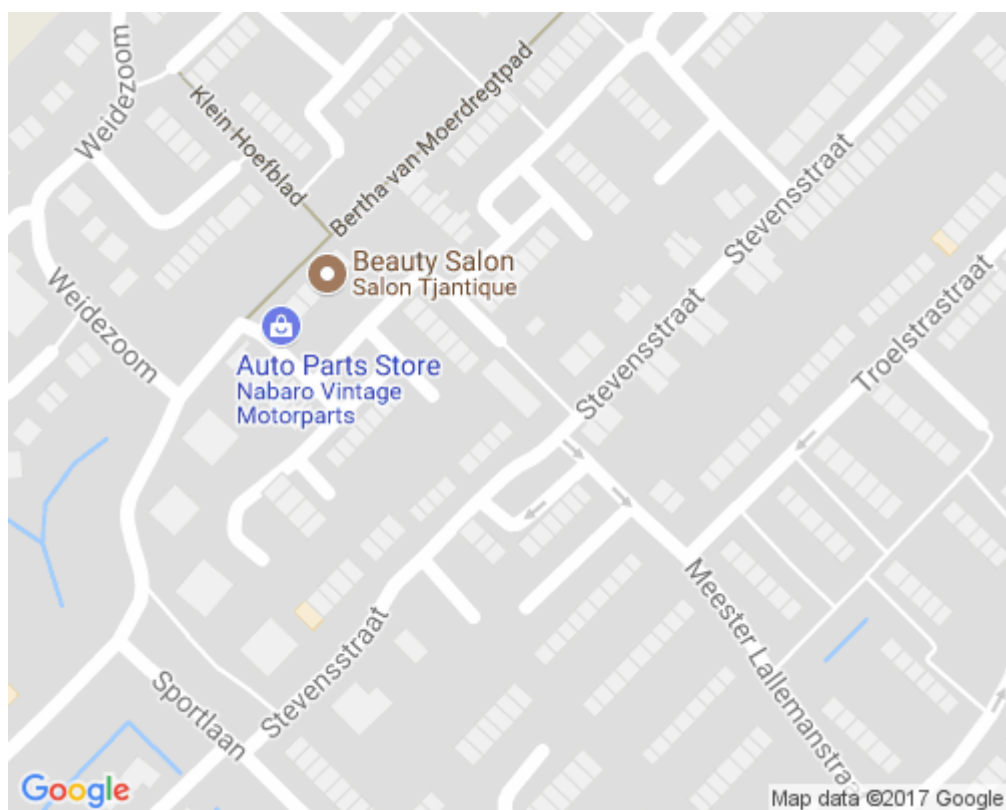 Weidezoom
Klein Hoefblad
Bertha van Moerdregtpad
Stevensstraat
Beauty Salon
Salon Tjantique
Weidezoom
Auto Parts Store
Nabaro Vintage
Motorparts
Stevensstraat
Troelstrastraat
Meester Lallemanstraa
Stevensstraat
Sportlaan
Google
Map data ©2017 Google